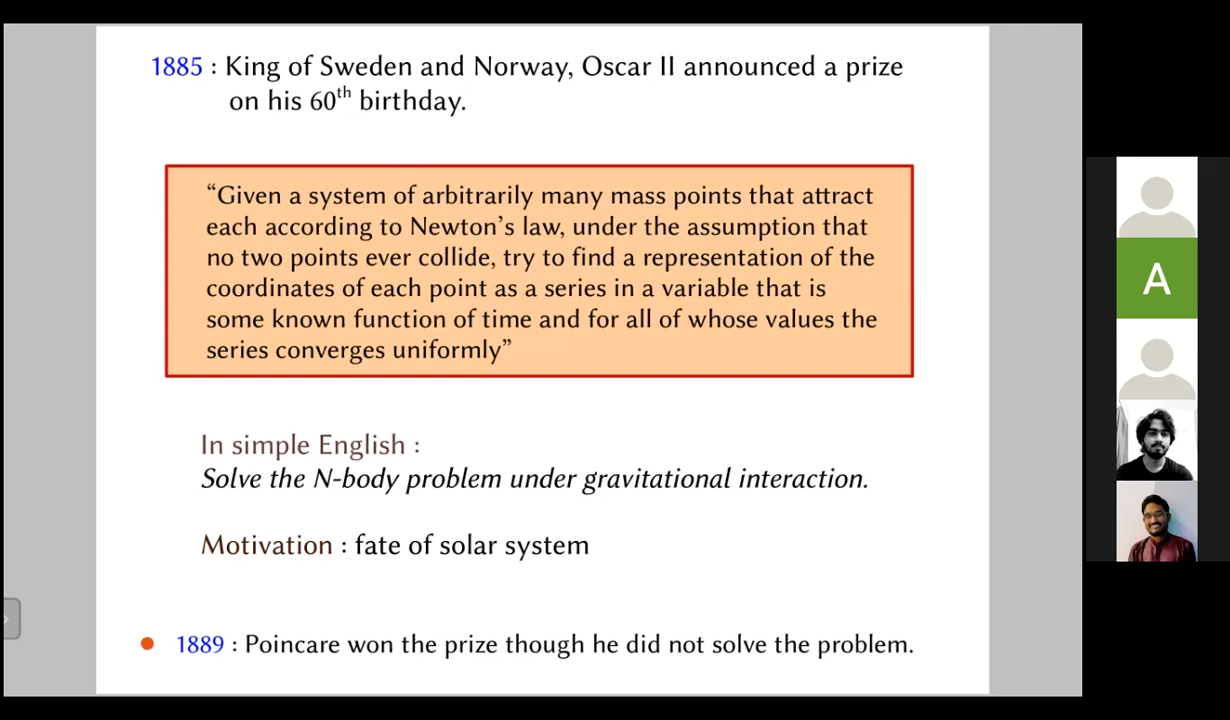 1885 : King of Sweden and Norway, Oscar II announced a prize
on his 60th birthday.
“Given a system of arbitrarily many mass points that attract
each according to Newton’s law, under the assumption that
no two points ever collide, try to find a representation of the
coordinates of each point as a series in a variable that is
some known function of time and for all of whose values the
series converges uniformly”
In simple English :
Solve the N-body problem under gravitational interaction.
Motivation : fate of solar system
• 1889 : Poincare won the prize though he did not solve the problem.
A